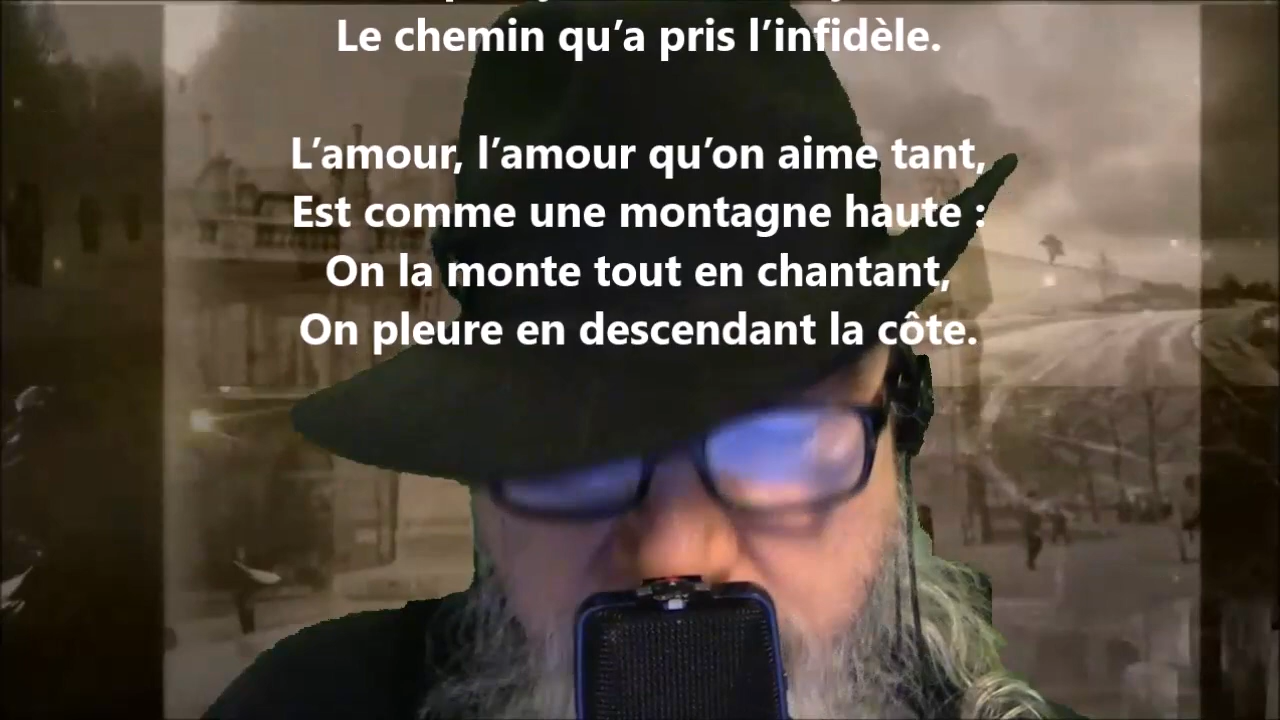 Le chemin qu’a pris l’infidèle.
L’amour, l’amour qu’on aime tant,
Est comme une montagne haute :
On la monte tout en chantant,
On pleure en descendant la côte.